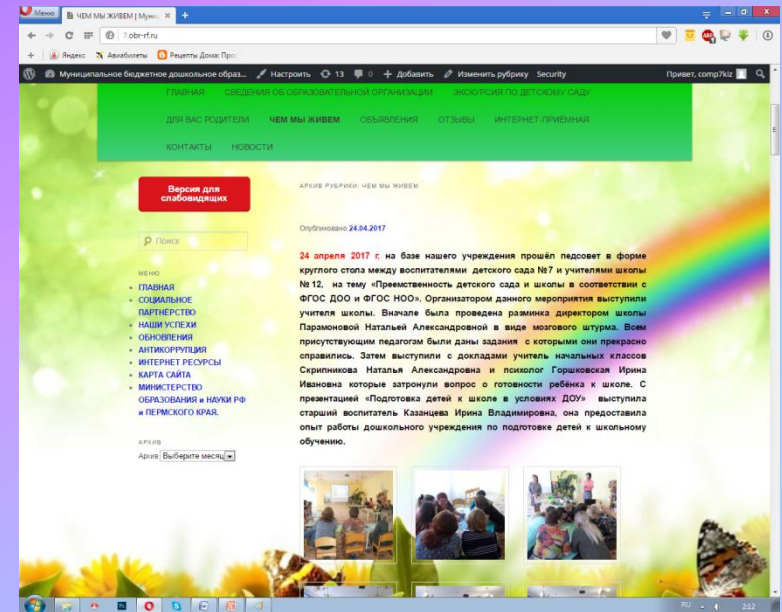 Меню
ЧЕМ МЫ ЖИВЕМ | Муниц
7.obr-rf.ru
Яндекс Авиабилеты Рецепты Дома: Про
Муниципальное бюджетное дошкольное образ... Настроить 13 0 + Добавить Изменить рубрику Security Привет, comp7kiz
ГЛАВНАЯ СВЕДЕНИЯ ОБ ОБРАЗОВАТЕЛЬНОЙ ОРГАНИЗАЦИИ ЭКСКУРСИЯ ПО ДЕТСКОМУ САДУ
ДЛЯ ВАС РОДИТЕЛИ ЧЕМ МЫ ЖИВЕМ ОБЪЯВЛЕНИЯ ОТЗЫВЫ ИНТЕРНЕТ-ПРИЁМНАЯ
КОНТАКТЫ НОВОСТИ
Версия для
слабовидящих
Поиск
МЕНЮ
ГЛАВНАЯ
СОЦИАЛЬНОЕ
ПАРТНЁРСТВО
НАШИ УСПЕХИ
ОБНОВЛЕНИЯ
АНТИКОРРУПЦИЯ
ИНТЕРНЕТ РЕСУРСЫ
КАРТА САЙТА
МИНИСТЕРСТВО
ОБРАЗОВАНИЯ и НАУКИ РФ
и ПЕРМСКОГО КРАЯ.
АРХИВ
Архив Выберите месяц
АРХИВ РУБРИКИ: ЧЕМ МЫ ЖИВЕМ
Опубликовано 24.04.2017
24 апреля 2017 г. на базе нашего учреждения прошёл педсовет в форме
круглого стола между воспитателями детского сада №7 и учителями школы
№ 12, на тему «Преемственность детского сада и школы в соответствии с
ФГОС ДОО и ФГОС НОО». Организатором данного мероприятия выступили
учителя школы. Вначале была проведена разминка директором школы
Парамоновой Натальей Александровной в виде мозгового штурма. Всем
присутствующим педагогам были даны задания с которыми они прекрасно
справились. Затем выступили с докладами учитель начальных классов
Скрипникова Наталья Александровна и психолог Горшковская Ирина
Ивановна которые затронули вопрос о готовности ребёнка к школе. С
презентацией «Подготовка детей к школе в условиях ДОУ» выступила
старший воспитатель Казанцева Ирина Владимировна, она предоставила
опыт работы дошкольного учреждения по подготовке детей к школьному
обучению.
RU 2:12